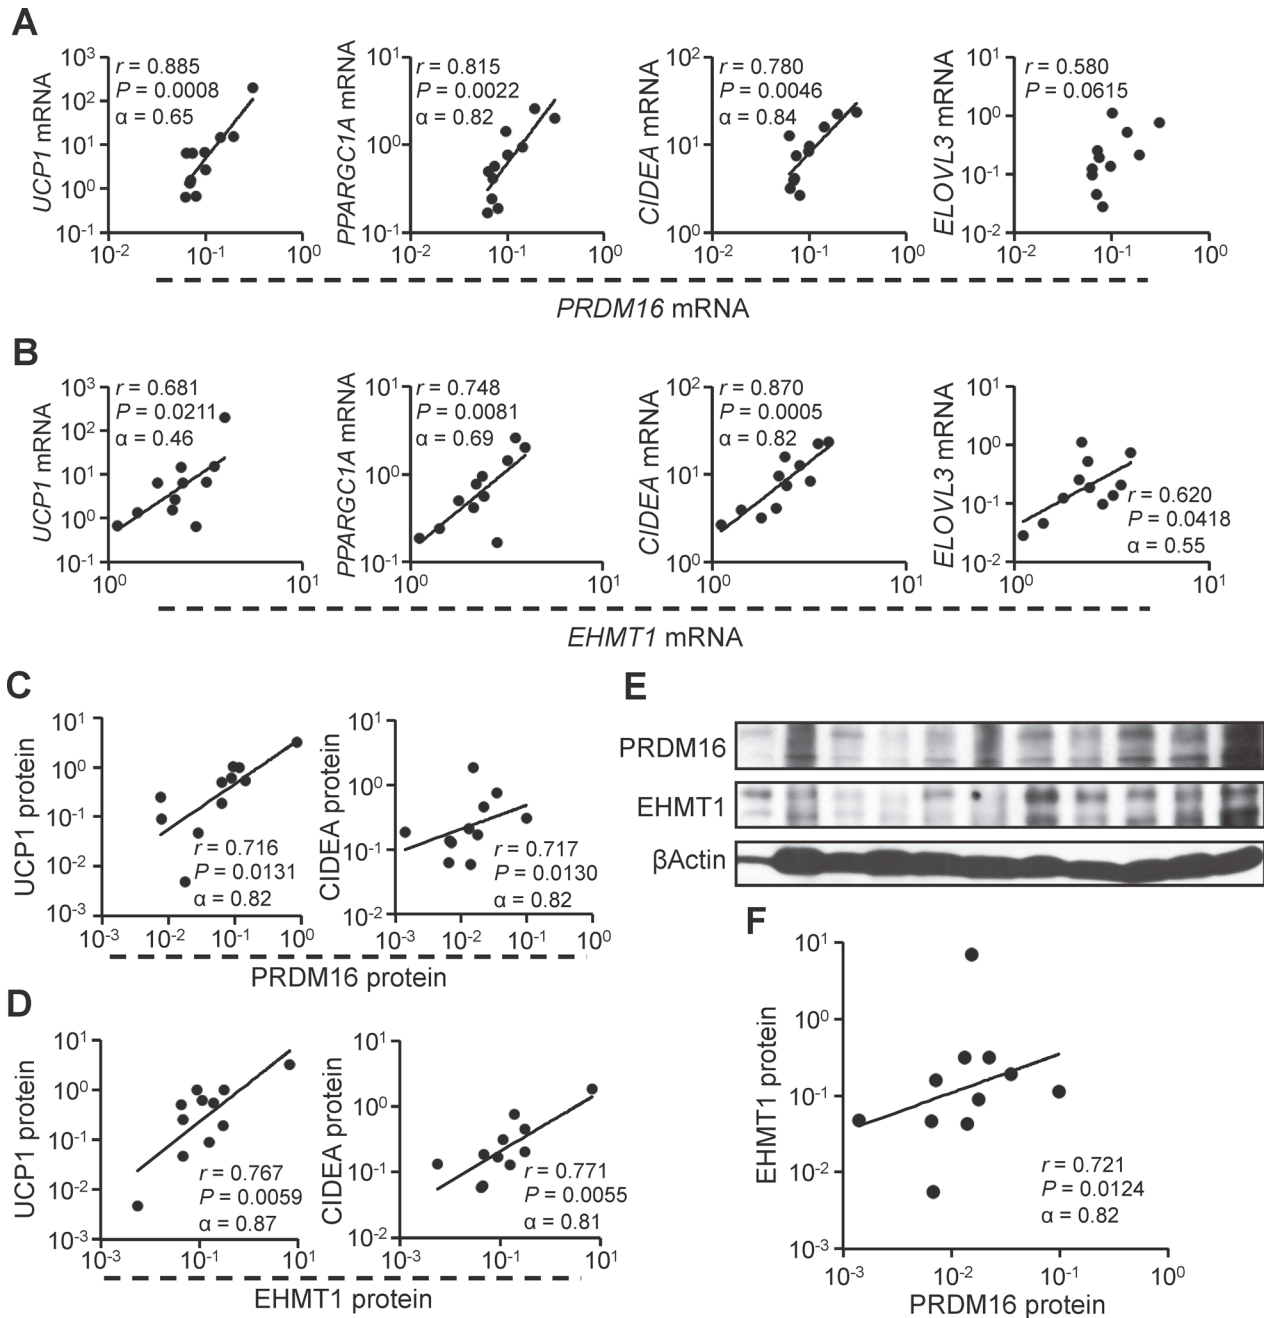 A
UCP1 mRNA
10³
10²
10¹
10⁰
10⁻¹
10⁻²
10⁻¹
10⁰
r = 0.885
P = 0.0008
α = 0.65
PPARGC1A mRNA
10¹
10⁰
10⁻¹
10⁻²
10⁻¹
10⁰
r = 0.815
P = 0.0022
α = 0.82
CIDEA mRNA
10²
10¹
10⁰
10⁻²
10⁻¹
10⁰
r = 0.780
P = 0.0046
α = 0.84
ELOVL3 mRNA
10¹
10⁰
10⁻¹
10⁻²
10⁻²
10⁻¹
10⁰
r = 0.580
P = 0.0615
PRDM16 mRNA
B
UCP1 mRNA
10³
10²
10¹
10⁰
10⁻¹
10⁰
10¹
r = 0.681
P = 0.0211
α = 0.46
PPARGC1A mRNA
10¹
10⁰
10⁻¹
10⁰
10¹
r = 0.748
P = 0.0081
α = 0.69
CIDEA mRNA
10²
10¹
10⁰
10⁰
10¹
r = 0.870
P = 0.0005
α = 0.82
ELOVL3 mRNA
10¹
10⁰
10⁻¹
10⁻²
10⁰
10¹
r = 0.620
P = 0.0418
α = 0.55
EHMT1 mRNA
C
UCP1 protein
10¹
10⁰
10⁻¹
10⁻²
10⁻³
10⁻³
10⁻²
10⁻¹
10⁰
r = 0.716
P = 0.0131
α = 0.82
CIDEA protein
10¹
10⁰
10⁻¹
10⁻²
10⁻³
10⁻²
10⁻¹
10⁰
r = 0.717
P = 0.0130
α = 0.82
PRDM16 protein
D
UCP1 protein
10¹
10⁰
10⁻¹
10⁻²
10⁻³
10⁻³
10⁻¹
10¹
r = 0.767
P = 0.0059
α = 0.87
CIDEA protein
10¹
10⁰
10⁻¹
10⁻²
10⁻³
10⁻¹
10¹
r = 0.771
P = 0.0055
α = 0.81
EHMT1 protein
E
PRDM16
EHMT1
βActin
F
EHMT1 protein
10¹
10⁰
10⁻¹
10⁻²
10⁻³
10⁻³
10⁻²
10⁻¹
10⁰
r = 0.721
P = 0.0124
α = 0.82
PRDM16 protein